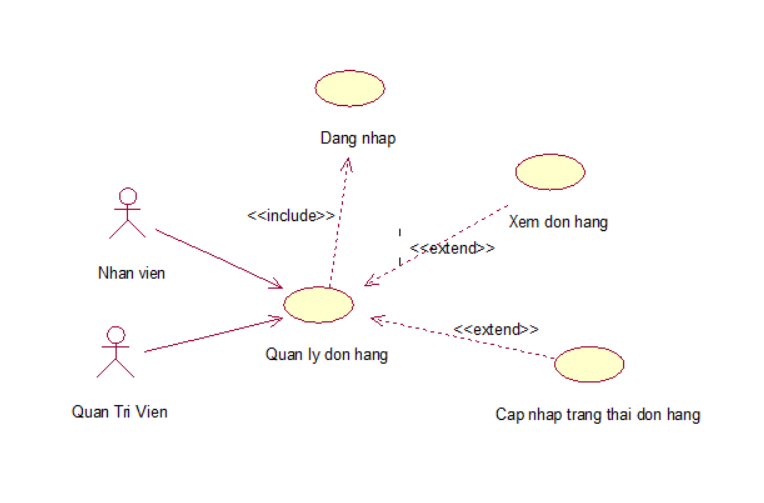 Dang nhap
<<include>>
Xem don hang
<<extend>>
Nhan vien
<<extend>>
Quan ly don hang
Quan Tri Vien
Cap nhap trang thai don hang